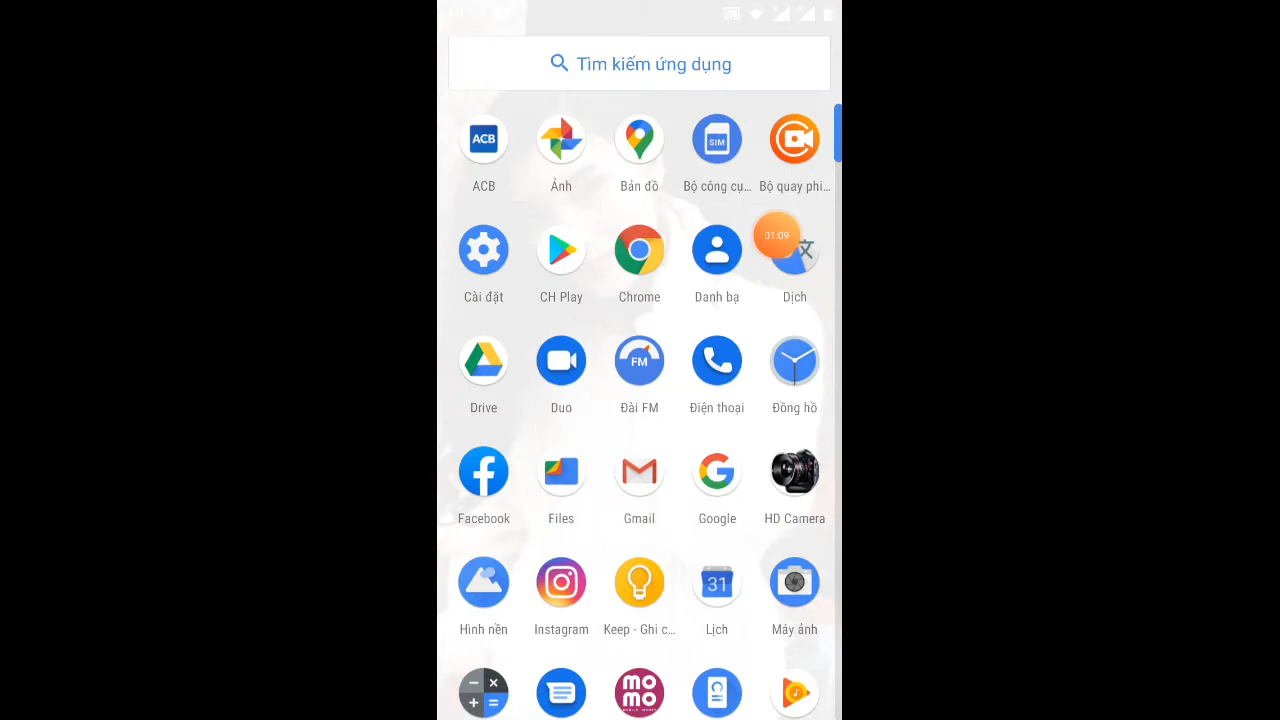 Tìm kiếm ứng dụng
ACB
SIM
ACB
Ảnh
Bản đồ
Bộ công cụ...
Bộ quay phi...
01:09
Cài đặt
CH Play
Chrome
Danh bạ
Dịch
FM
Drive
Duo
Đài FM
Điện thoại
Đồng hồ
Facebook
Files
Gmail
Google
HD Camera
31
Hình nền
Instagram
Keep - Ghi c...
Lịch
Máy ảnh
mo
mo